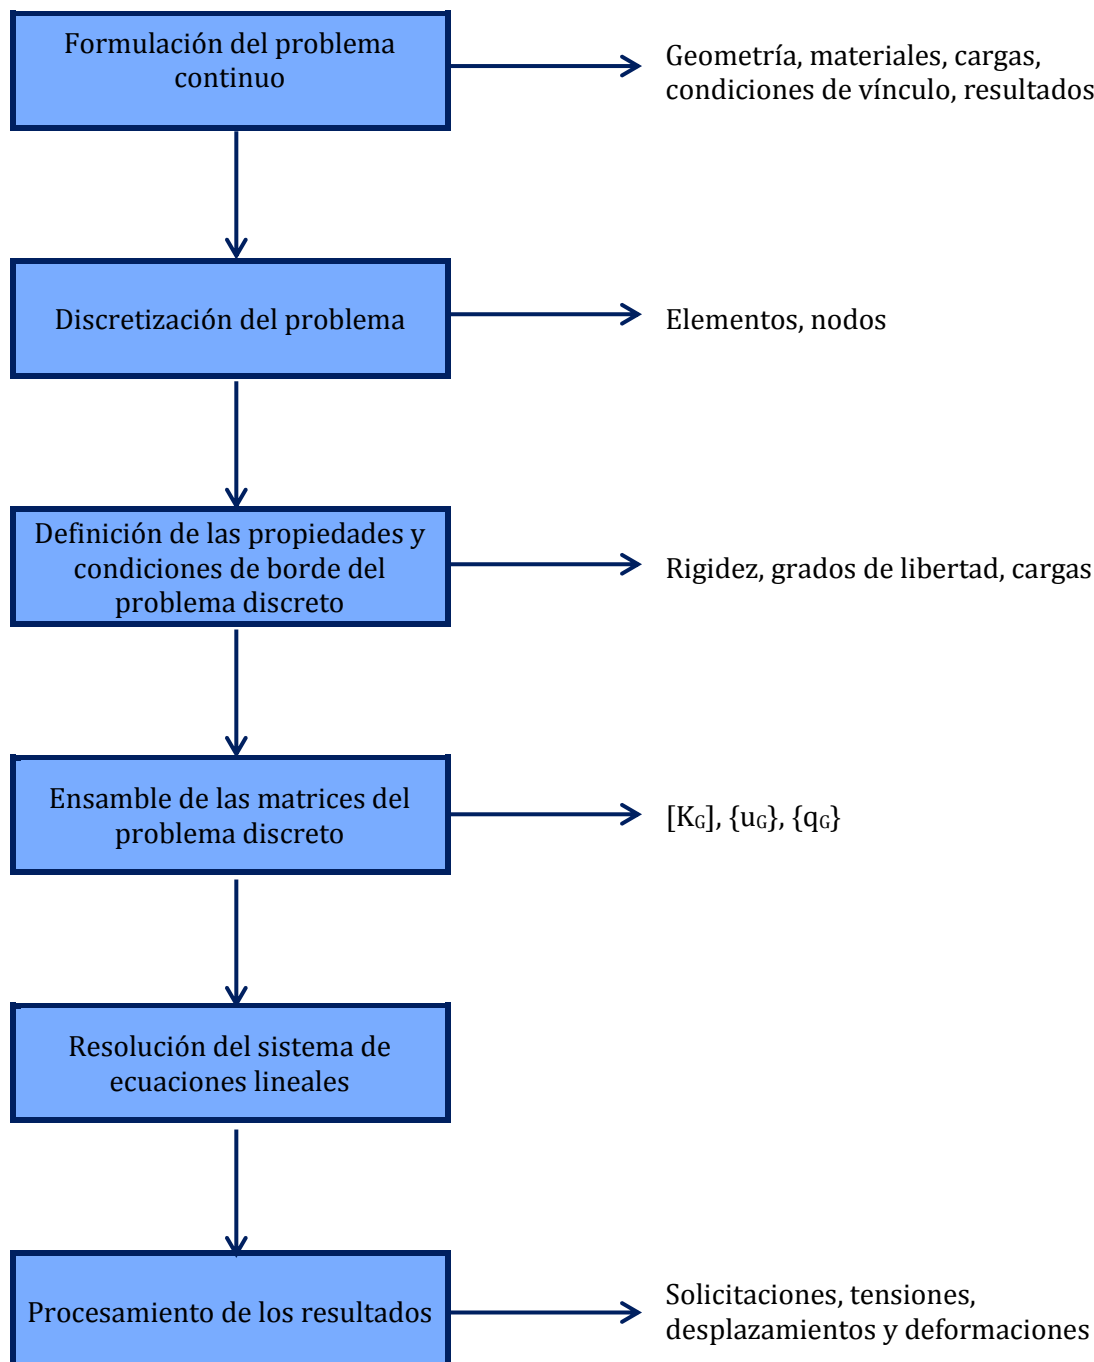 Formulación del problema
continuo
Geometría, materiales, cargas,
condiciones de vínculo, resultados
Discretización del problema
Elementos, nodos
Definición de las propiedades y
condiciones de borde del
problema discreto
Rigidez, grados de libertad, cargas
Ensamble de las matrices del
problema discreto
[KG], {uG}, {qG}
Resolución del sistema de
ecuaciones lineales
Procesamiento de los resultados
Solicitaciones, tensiones,
desplazamientos y deformaciones